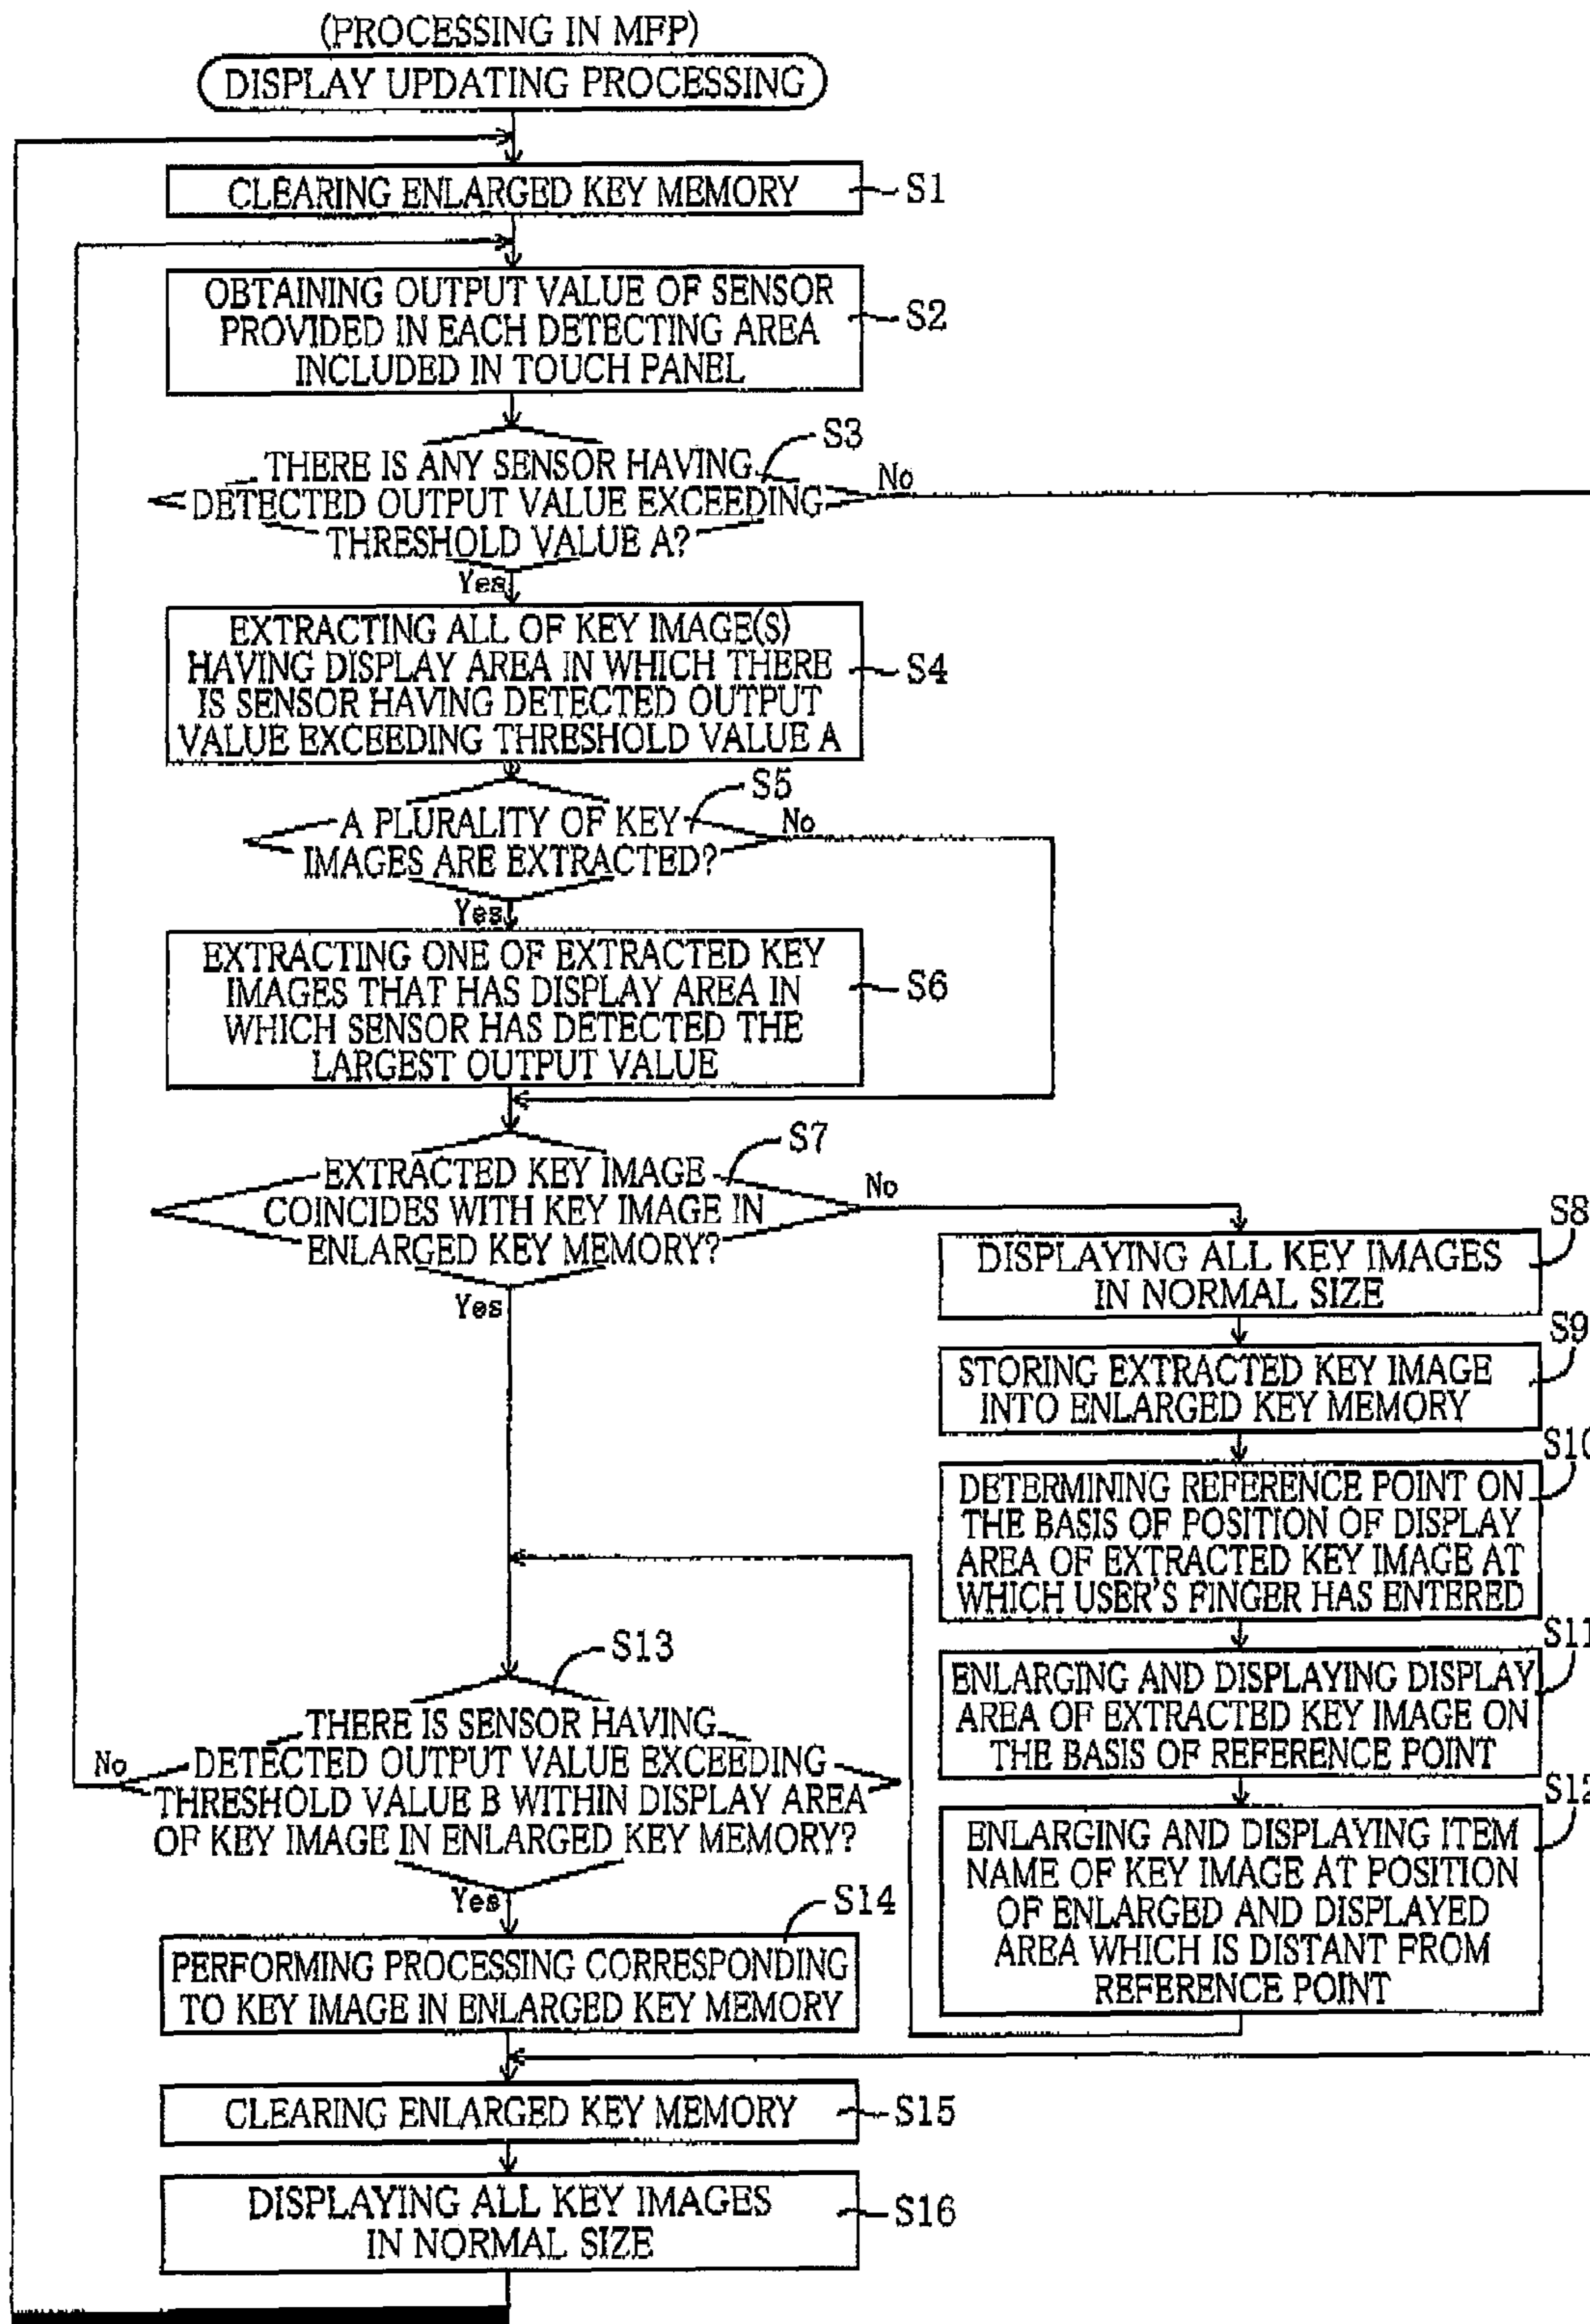 (PROCESSING IN MFP)
DISPLAY UPDATING PROCESSING
CLEARING ENLARGED KEY MEMORY
S1
OBTAINING OUTPUT VALUE OF SENSOR
PROVIDED IN EACH DETECTING AREA
INCLUDED IN TOUCH PANEL
S2
S3
THERE IS ANY SENSOR HAVING
DETECTED OUTPUT VALUE EXCEEDING
THRESHOLD VALUE A?
No
Yes
EXTRACTING ALL OF KEY IMAGE(S)
HAVING DISPLAY AREA IN WHICH THERE
IS SENSOR HAVING DETECTED OUTPUT
VALUE EXCEEDING THRESHOLD VALUE A
S4
S5
A PLURALITY OF KEY
IMAGES ARE EXTRACTED?
No
Yes
EXTRACTING ONE OF EXTRACTED KEY
IMAGES THAT HAS DISPLAY AREA IN
WHICH SENSOR HAS DETECTED THE
LARGEST OUTPUT VALUE
S6
S7
EXTRACTED KEY IMAGE
COINCIDES WITH KEY IMAGE IN
ENLARGED KEY MEMORY?
No
Yes
S8
DISPLAYING ALL KEY IMAGES
IN NORMAL SIZE
S9
STORING EXTRACTED KEY IMAGE
INTO ENLARGED KEY MEMORY
S10
DETERMINING REFERENCE POINT ON
THE BASIS OF POSITION OF DISPLAY
AREA OF EXTRACTED KEY IMAGE AT
WHICH USER'S FINGER HAS ENTERED
S11
ENLARGING AND DISPLAYING DISPLAY
AREA OF EXTRACTED KEY IMAGE ON
THE BASIS OF REFERENCE POINT
S12
ENLARGING AND DISPLAYING ITEM
NAME OF KEY IMAGE AT POSITION
OF ENLARGED AND DISPLAYED
AREA WHICH IS DISTANT FROM
REFERENCE POINT
S13
THERE IS SENSOR HAVING
DETECTED OUTPUT VALUE EXCEEDING
THRESHOLD VALUE B WITHIN DISPLAY AREA
OF KEY IMAGE IN ENLARGED KEY MEMORY?
No
Yes
S14
PERFORMING PROCESSING CORRESPONDING
TO KEY IMAGE IN ENLARGED KEY MEMORY
CLEARING ENLARGED KEY MEMORY
S15
DISPLAYING ALL KEY IMAGES
IN NORMAL SIZE
S16